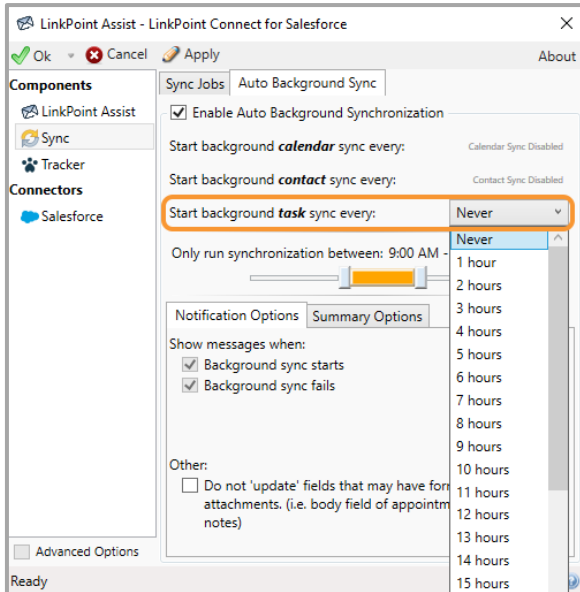 LinkPoint Assist - LinkPoint Connect for Salesforce
Ok Cancel Apply About
Components
LinkPoint Assist
Sync
Tracker
Connectors
Salesforce
Advanced Options
Ready
Sync Jobs Auto Background Sync
Enable Auto Background Synchronization
Start background calendar sync every: Calendar Sync Disabled
Start background contact sync every: Contact Sync Disabled
Start background task sync every: Never
Only run synchronization between: 9:00 AM -
Notification Options Summary Options
Show messages when:
Background sync starts
Background sync fails
Other:
Do not 'update' fields that may have
attachments. (i.e. body field of
notes)
Never
1 hour
2 hours
3 hours
4 hours
5 hours
6 hours
7 hours
8 hours
9 hours
10 hours
11 hours
12 hours
13 hours
14 hours
15 hours